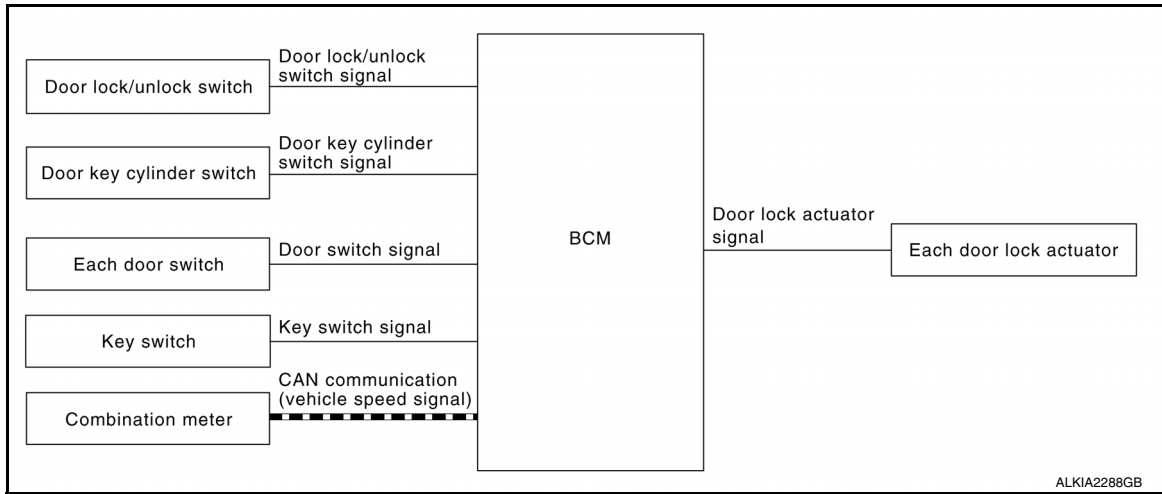 Door lock/unlock switch
Door lock/unlock
switch signal
Door key cylinder switch
Door key cylinder
switch signal
Each door switch
Door switch signal
Key switch
Key switch signal
Combination meter
CAN communication
(vehicle speed signal)
BCM
Door lock actuator
signal
Each door lock actuator
ALKIA2288GB